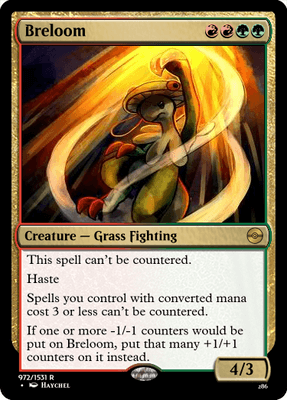 Breloom
Creature — Grass Fighting
This spell can't be countered.
Haste
Spells you control with converted mana
cost 3 or less can't be countered.
If one or more -1/-1 counters would be
put on Breloom, put that many +1/+1
counters on it instead.
4/3
972/1531 R
• HAYCHEL
z86